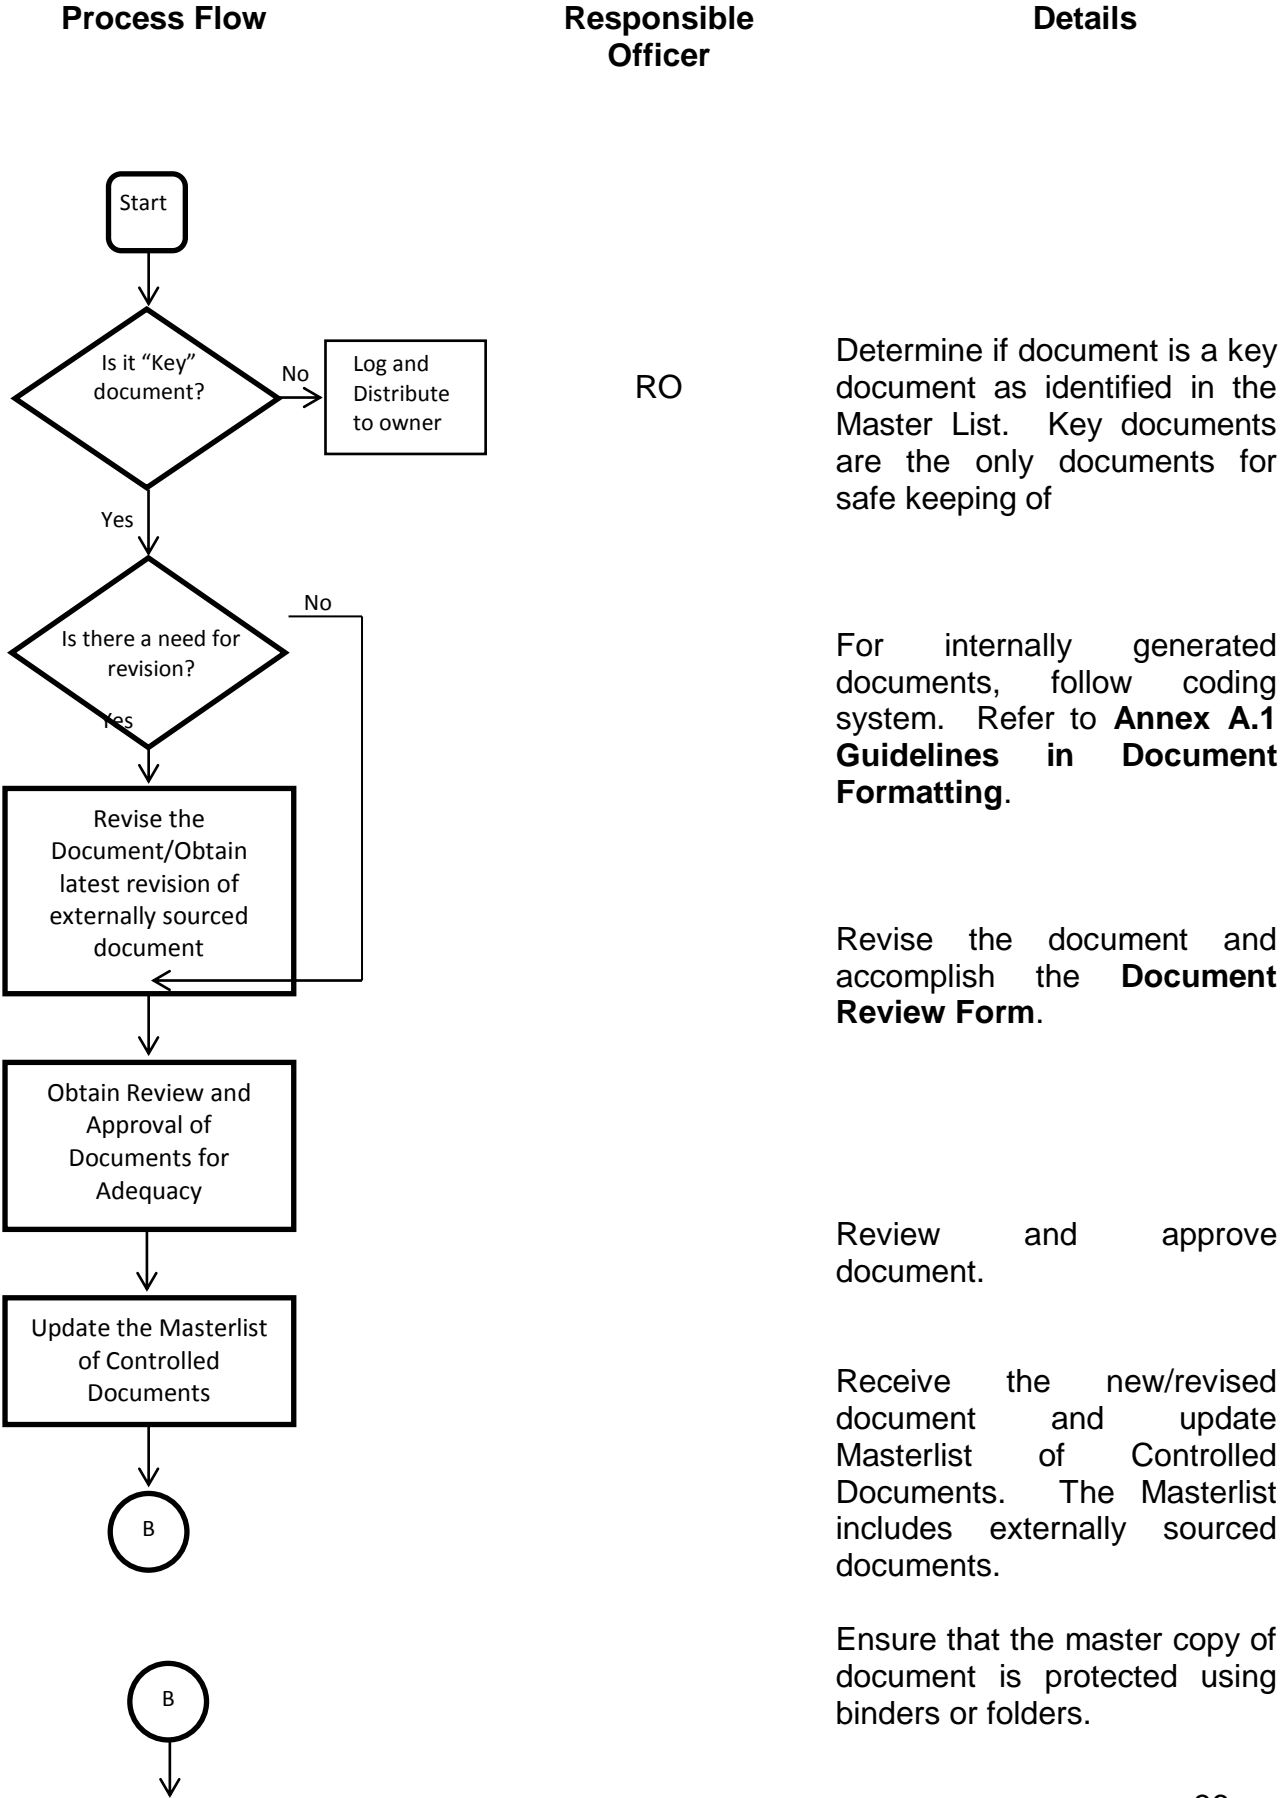 Process Flow
Responsible
Officer
Details
Start
Is it “Key”
document?
No
Log and
Distribute
to owner
RO
Determine if document is a key
document as identified in the
Master List. Key documents
are the only documents for
safe keeping of
Yes
Is there a need for
revision?
No
Yes
For internally generated
documents, follow coding
system. Refer to Annex A.1
Guidelines in Document
Formatting.
Revise the
Document/Obtain
latest revision of
externally sourced
document
Revise the document and
accomplish the Document
Review Form.
Obtain Review and
Approval of
Documents for
Adequacy
Review and approve
document.
Update the Masterlist
of Controlled
Documents
Receive the new/revised
document and update
Masterlist of Controlled
Documents. The Masterlist
includes externally sourced
documents.
B
Ensure that the master copy of
document is protected using
binders or folders.
B